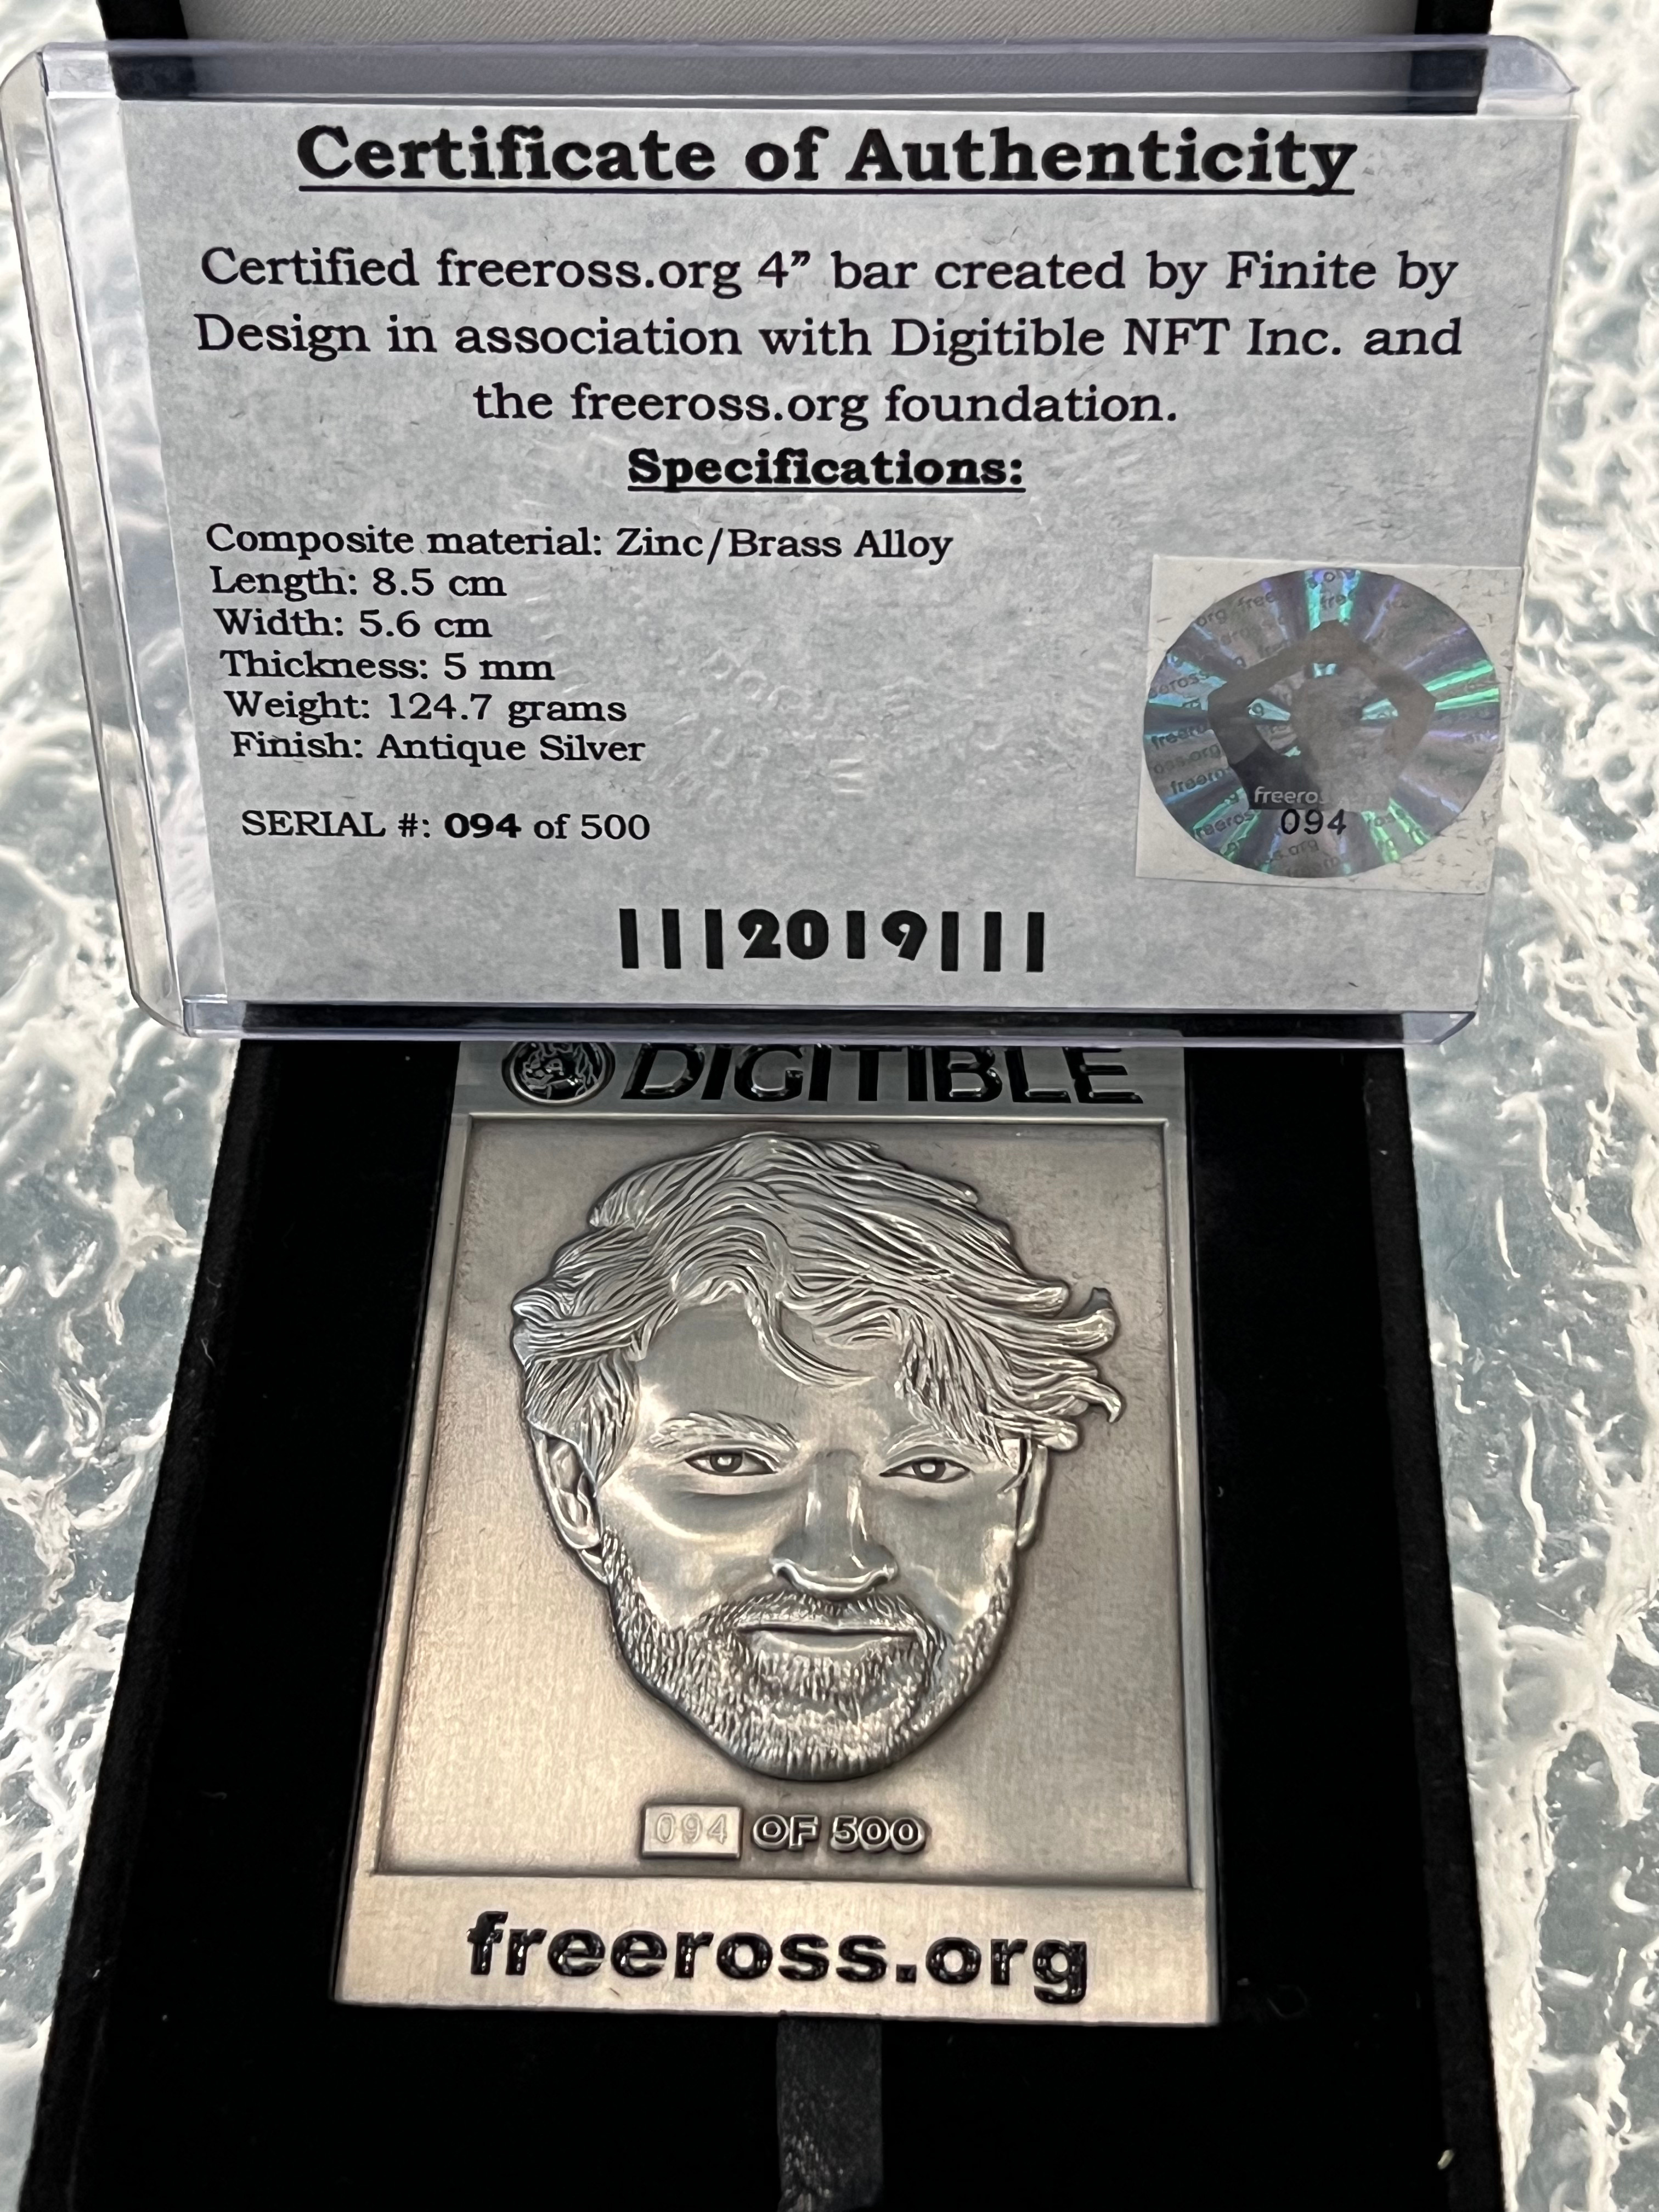 Certificate of Authenticity
Certified freeross.org 4” bar created by Finite by
Design in association with Digitible NFT Inc. and
the freeross.org foundation.
Specifications:
Composite material: Zinc/Brass Alloy
Length: 8.5 cm
Width: 5.6 cm
Thickness: 5 mm
Weight: 124.7 grams
Finish: Antique Silver
SERIAL #: 094 of 500
094
|||2019|||
DIGITIBLE
094 OF 500
freeross.org